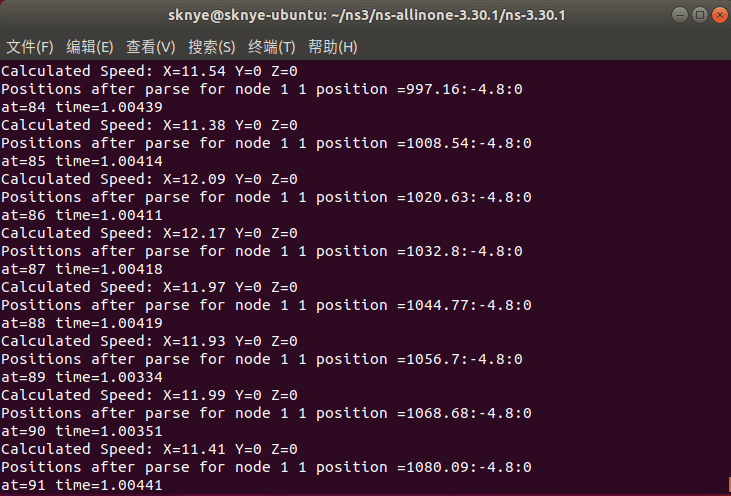 sknye@sknye-ubuntu: ~/ns3/ns-allinone-3.30.1/ns-3.30.1
文件(F) 编辑(E) 查看(V) 搜索(S) 终端(T) 帮助(H)
Calculated Speed: X=11.54 Y=0 Z=0
Positions after parse for node 1 1 position =997.16:-4.8:0
at=84 time=1.00439
Calculated Speed: X=11.38 Y=0 Z=0
Positions after parse for node 1 1 position =1008.54:-4.8:0
at=85 time=1.00414
Calculated Speed: X=12.09 Y=0 Z=0
Positions after parse for node 1 1 position =1020.63:-4.8:0
at=86 time=1.00411
Calculated Speed: X=12.17 Y=0 Z=0
Positions after parse for node 1 1 position =1032.8:-4.8:0
at=87 time=1.00418
Calculated Speed: X=11.97 Y=0 Z=0
Positions after parse for node 1 1 position =1044.77:-4.8:0
at=88 time=1.00419
Calculated Speed: X=11.93 Y=0 Z=0
Positions after parse for node 1 1 position =1056.7:-4.8:0
at=89 time=1.00334
Calculated Speed: X=11.99 Y=0 Z=0
Positions after parse for node 1 1 position =1068.68:-4.8:0
at=90 time=1.00351
Calculated Speed: X=11.41 Y=0 Z=0
Positions after parse for node 1 1 position =1080.09:-4.8:0
at=91 time=1.00441